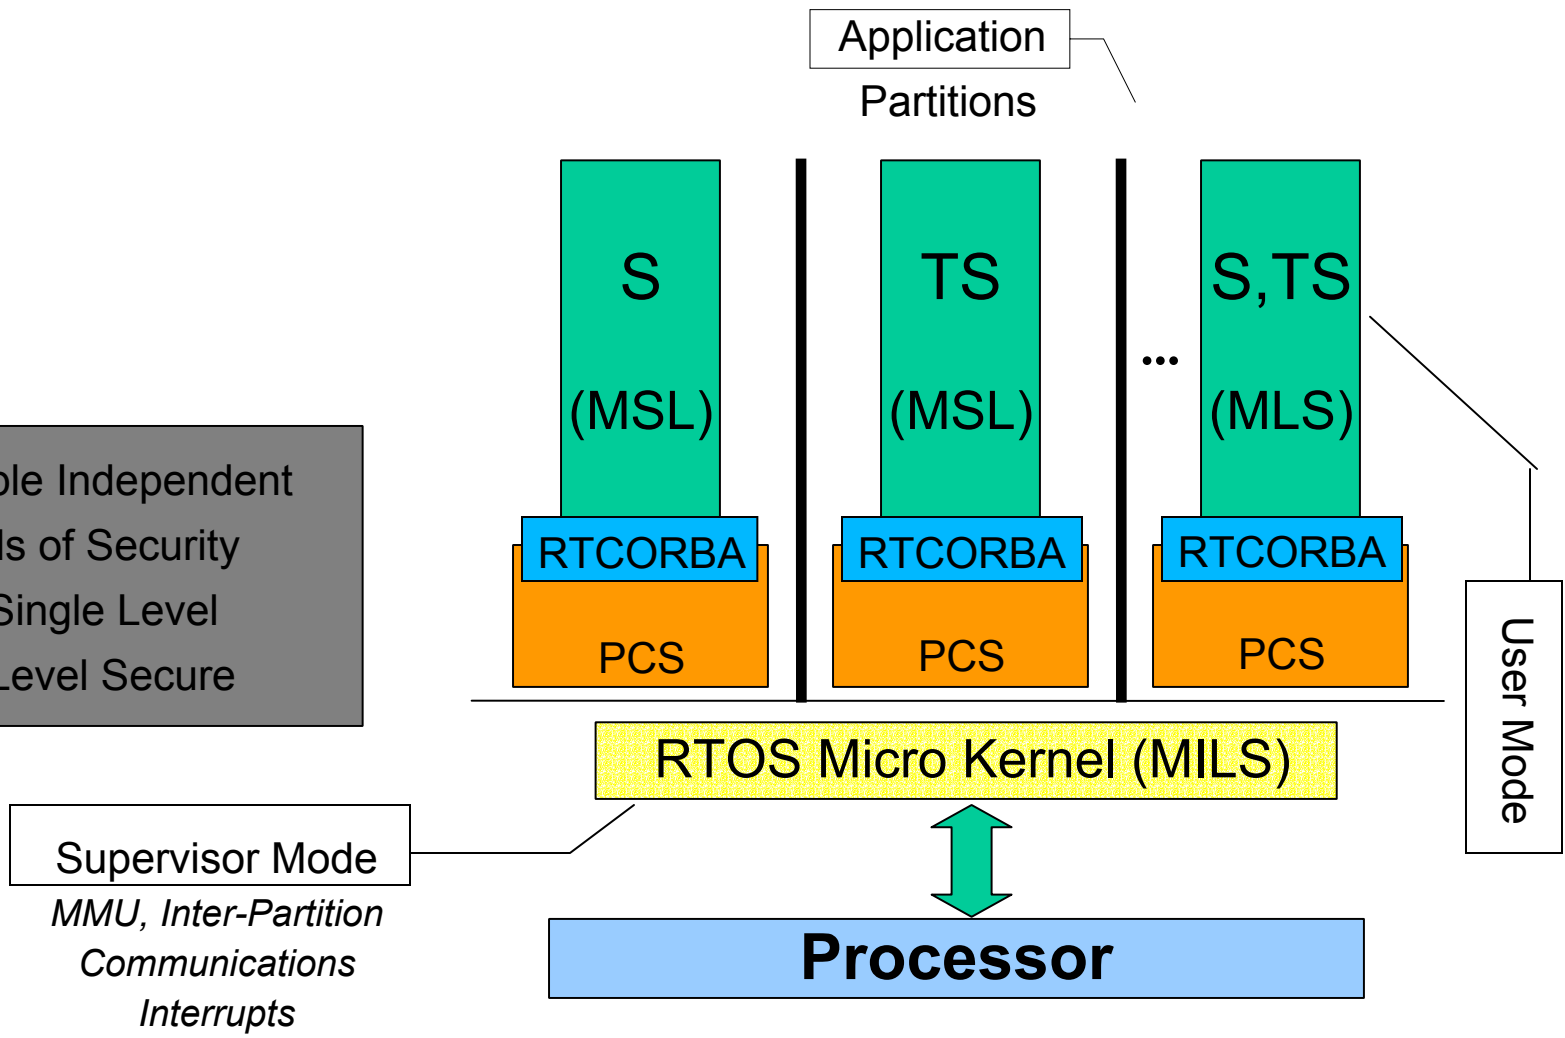 Application
Partitions
S
(MSL)
TS
(MSL)
S,TS
(MLS)
...
Independent
of Security
Single Level
Level Secure
RTCORBA
RTCORBA
RTCORBA
PCS
PCS
PCS
User Mode
RTOS Micro Kernel (MILS)
Supervisor Mode
MMU, Inter-Partition
Communications
Interrupts
Processor